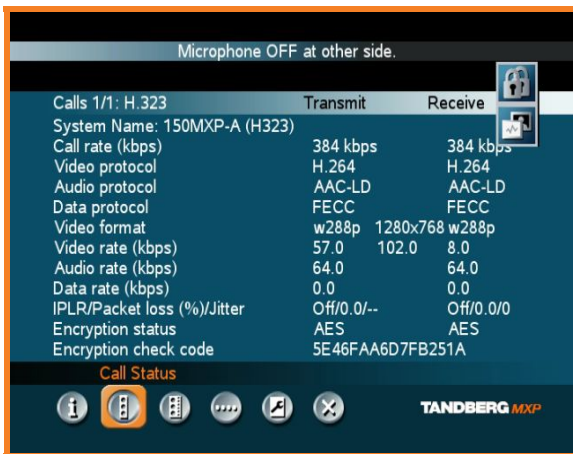 Microphone OFF at other side.
Calls 1/1: H.323 Transmit Receive
System Name: 150MXP-A (H323)
Call rate (kbps) 384 kbps 384 kbps
Video protocol H.264 H.264
Audio protocol AAC-LD AAC-LD
Data protocol FECC FECC
Video format w288p 1280x768 w288p
Video rate (kbps) 57.0 102.0 8.0
Audio rate (kbps) 64.0 64.0
Data rate (kbps) 0.0 0.0
IPLR/Packet loss (%)/Jitter Off/0.0/-- Off/0.0/0
Encryption status AES AES
Encryption check code 5E46FAA6D7FB251A
Call Status
TANDBERG MXP